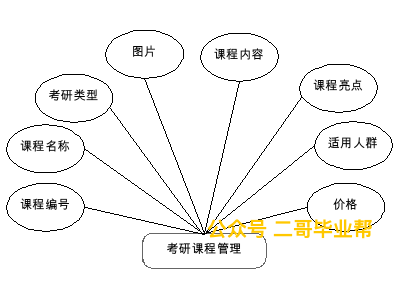 图片
课程内容
考研类型
课程亮点
课程名称
适用人群
课程编号
价格
公众号 二哥毕业帮
考研课程管理